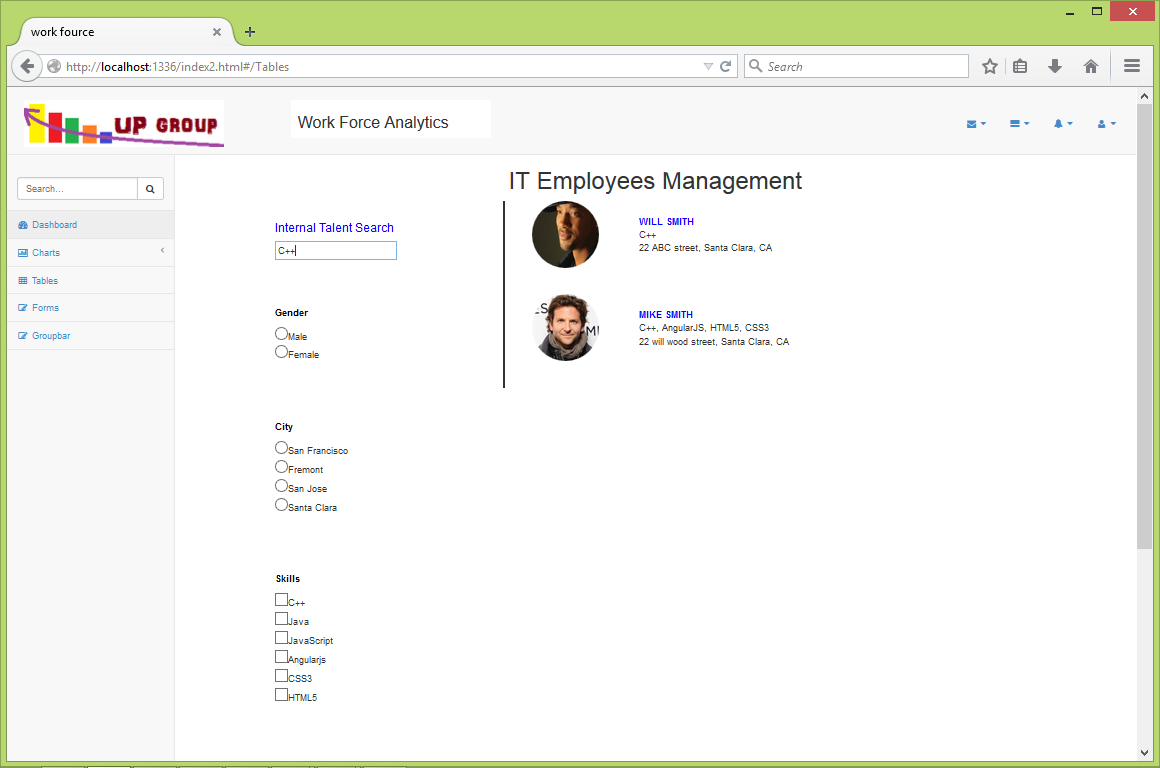 work fource
http://localhost:1336/index2.html#/Tables
Search
UP GROUP
Work Force Analytics
Search...
Dashboard
Charts
Tables
Forms
Groupbar
IT Employees Management
Internal Talent Search
C++
Gender
Male
Female
City
San Francisco
Fremont
San Jose
Santa Clara
Skills
C++
Java
JavaScript
Angularjs
CSS3
HTML5
WILL SMITH
C++
22 ABC street, Santa Clara, CA
MIKE SMITH
C++, AngularJS, HTML5, CSS3
22 will wood street, Santa Clara, CA